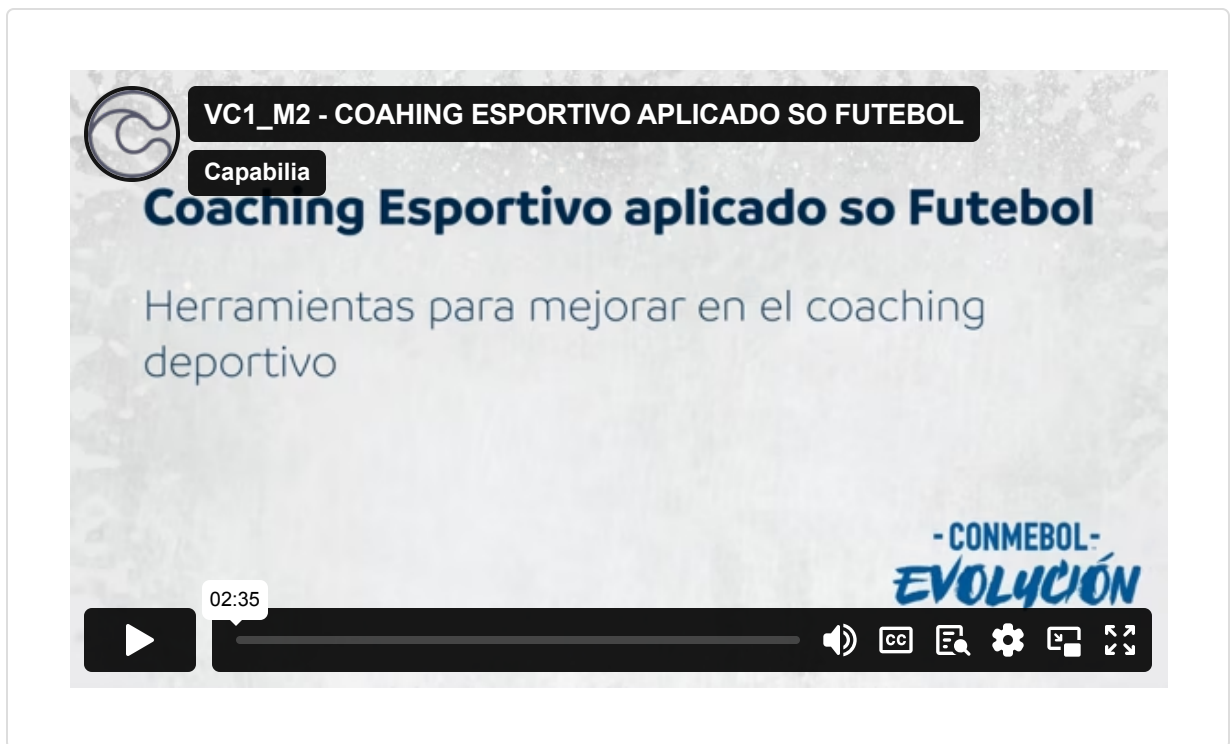 VC1_M2 - COAHING ESPORTIVO APLICADO SO FUTEBOL
Capabilia
Coaching Esportivo aplicado so Futebol
Herramientas para mejorar en el coaching
deportivo
- CONMEBOL-
EVOLUCIÓN
02:35
CC